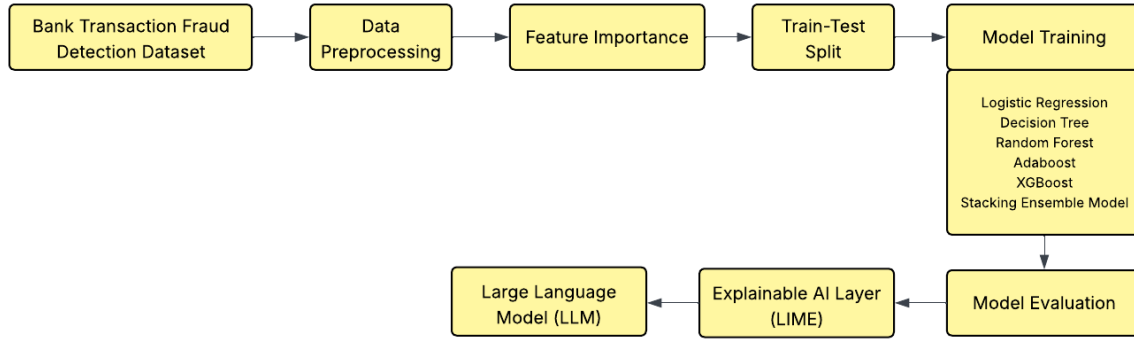 Bank Transaction Fraud
Detection Dataset
Data
Preprocessing
Feature Importance
Train-Test
Split
Model Training
Logistic Regression
Decision Tree
Random Forest
Adaboost
XGBoost
Stacking Ensemble Model
Large Language
Model (LLM)
Explainable AI Layer
(LIME)
Model Evaluation